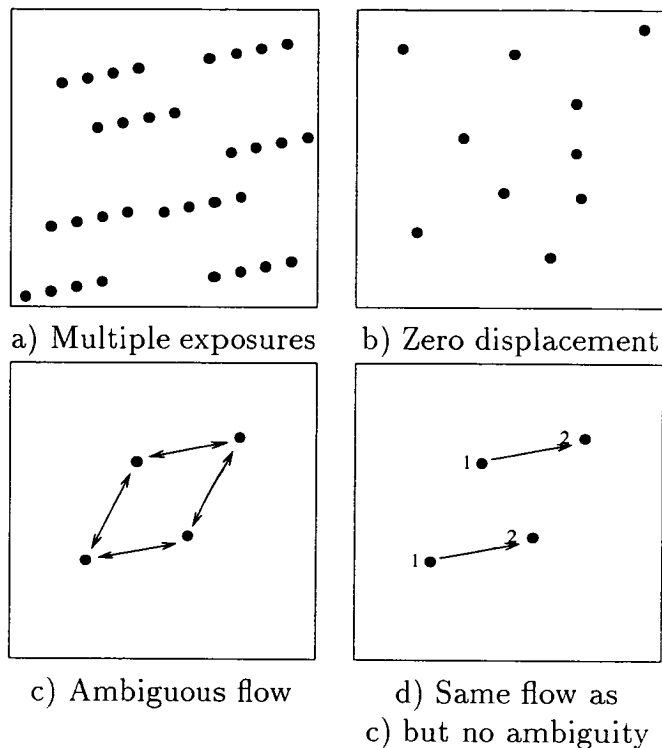 a) Multiple exposures
b) Zero displacement
1
2
1
2
c) Ambiguous flow
d) Same flow as
c) but no ambiguity